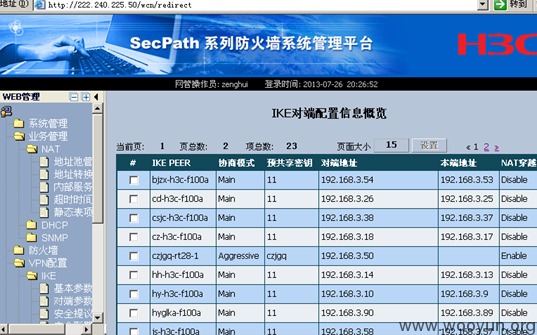 地址(D) http://222.240.225.50/wcn/redirect 转到
SecPath 系列防火墙系统管理平台 H3C
网管操作员: zenghui 登录时间: 2013-07-26 20:26:52
WEB管理
系统管理
业务管理
NAT
地址池管
地址转换
内部服务
超时时间
静态表项
DHCP
SNMP
防火墙
VPN配置
IKE
基本参数
对端参数
安全提议
IKE对端配置信息概览
当前页: 1 页总数: 2 项总数: 23 页面大小 15 设置 « 1 2 »
# IKE PEER 协商模式 预共享密钥 对端地址 本端地址 NAT穿越
bjzx-h3c-f100a Main 11 192.168.3.54 192.168.3.53 Disable
cd-h3c-f100a Main 11 192.168.3.26 192.168.3.25 Disable
csjc-h3c-f100a Main 11 192.168.3.38 192.168.3.37 Disable
cz-h3c-f100a Main 11 192.168.3.18 192.168.3.17 Disable
czjgq-rt28-1 Aggressive czjgq 192.168.3.50 Enable
hh-h3c-f100a Main 11 192.168.3.14 192.168.3.13 Disable
hy-h3c-f100a Main 11 192.168.3.10 192.168.3.9 Disable
hyglka-f100a Main 11 192.168.3.90 192.168.3.89 Disable
js-h3c-f100a Main 11 192.168.3.58 Disable
www.wooyun.org